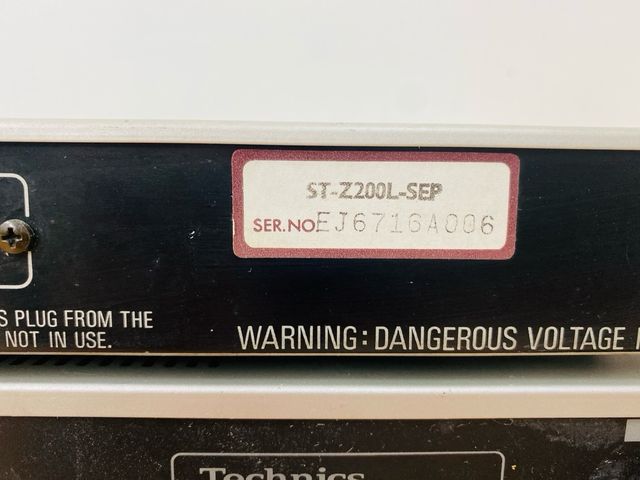 ST-Z200L-SEP
SER.NO EJ6716A006
S PLUG FROM THE
NOT IN USE.
WARNING: DANGEROUS VOLTAGE
Technics